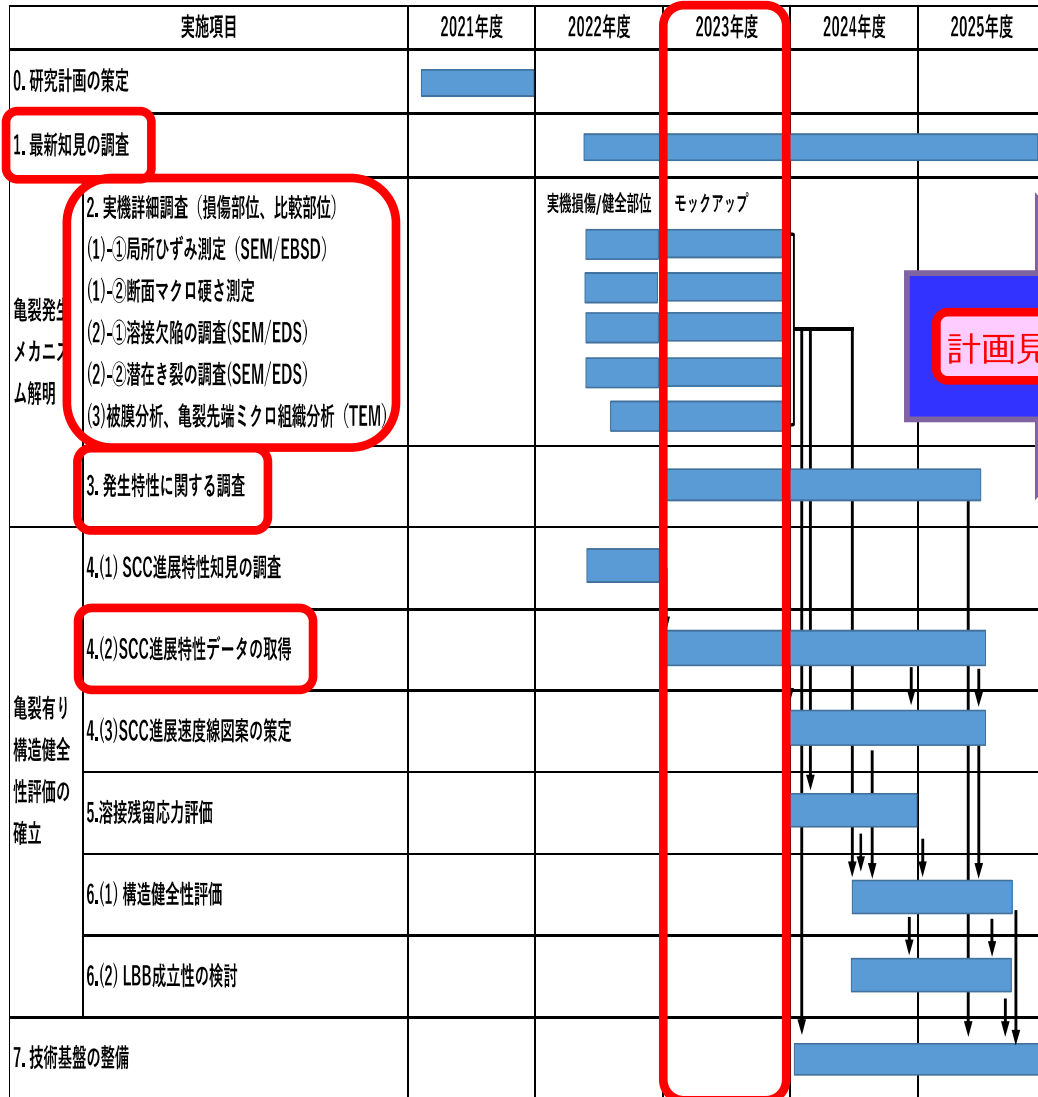 実施項目 2021年度 2022年度 2023年度 2024年度 2025年度
0. 研究計画の策定
1. 最新知見の調査
実機損傷/健全部位 モックアップ
亀裂発生
メカニズ
ム解明
2. 実機詳細調査（損傷部位、比較部位）
(1)-①局所ひずみ測定（SEM/EBSD）
(1)-②断面マクロ硬さ測定
(2)-①溶接欠陥の調査(SEM/EDS)
(2)-②潜在き裂の調査(SEM/EDS)
(3)被膜分析、亀裂先端ミクロ組織分析（TEM）
計画見
3. 発生特性に関する調査
亀裂有り
構造健全
性評価の
確立
4.(1) SCC進展特性知見の調査
4.(2)SCC進展特性データの取得
4.(3)SCC進展速度線図案の策定
5.溶接残留応力評価
6.(1) 構造健全性評価
6.(2) LBB成立性の検討
7. 技術基盤の整備